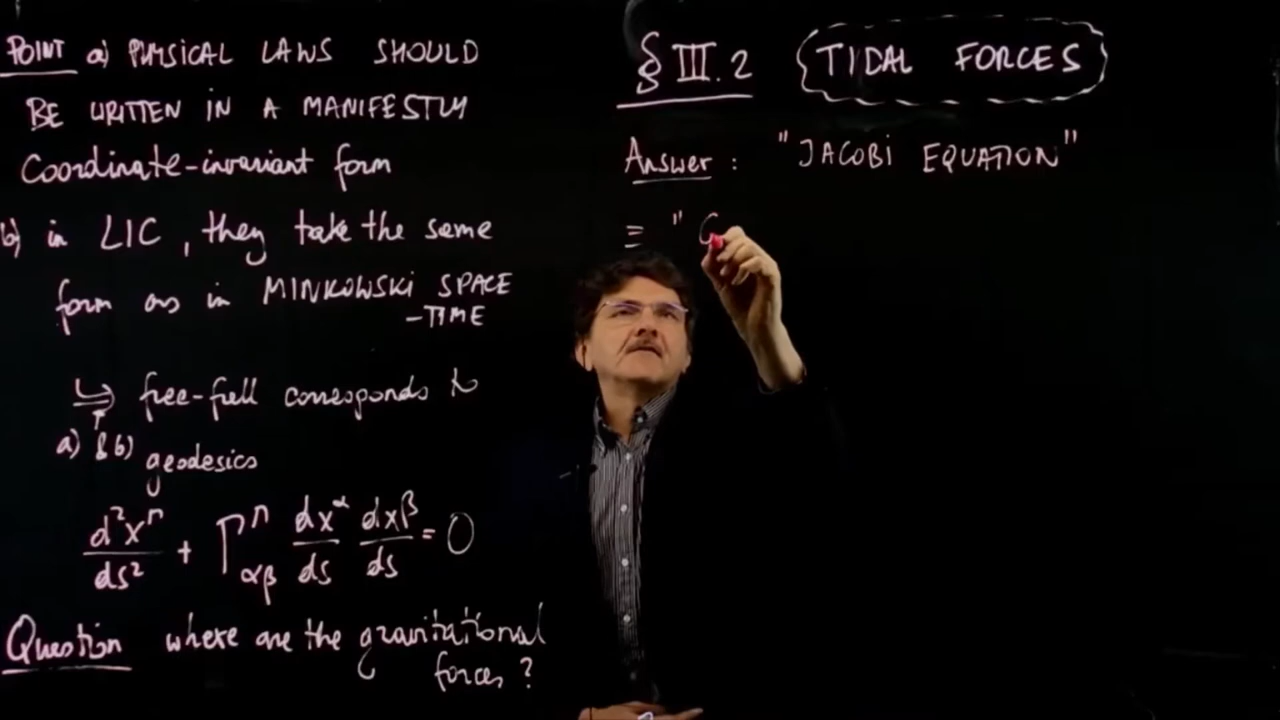 POINT a) PHYSICAL LAWS SHOULD
BE WRITTEN IN A MANIFESTLY
Coordinate-invariant form
b) in LIC, they take the same
form as in MINKOWSKI SPACE
-TIME
↳ free-fall corresponds to
a) & b)
geodesics
d²x^η/ds² + Γ^η_αβ dx^α/ds dx^β/ds = 0
Question where are the gravitational
forces?
§ III.2 TIDAL FORCES
Answer: "JACOBI EQUATION"
= " G